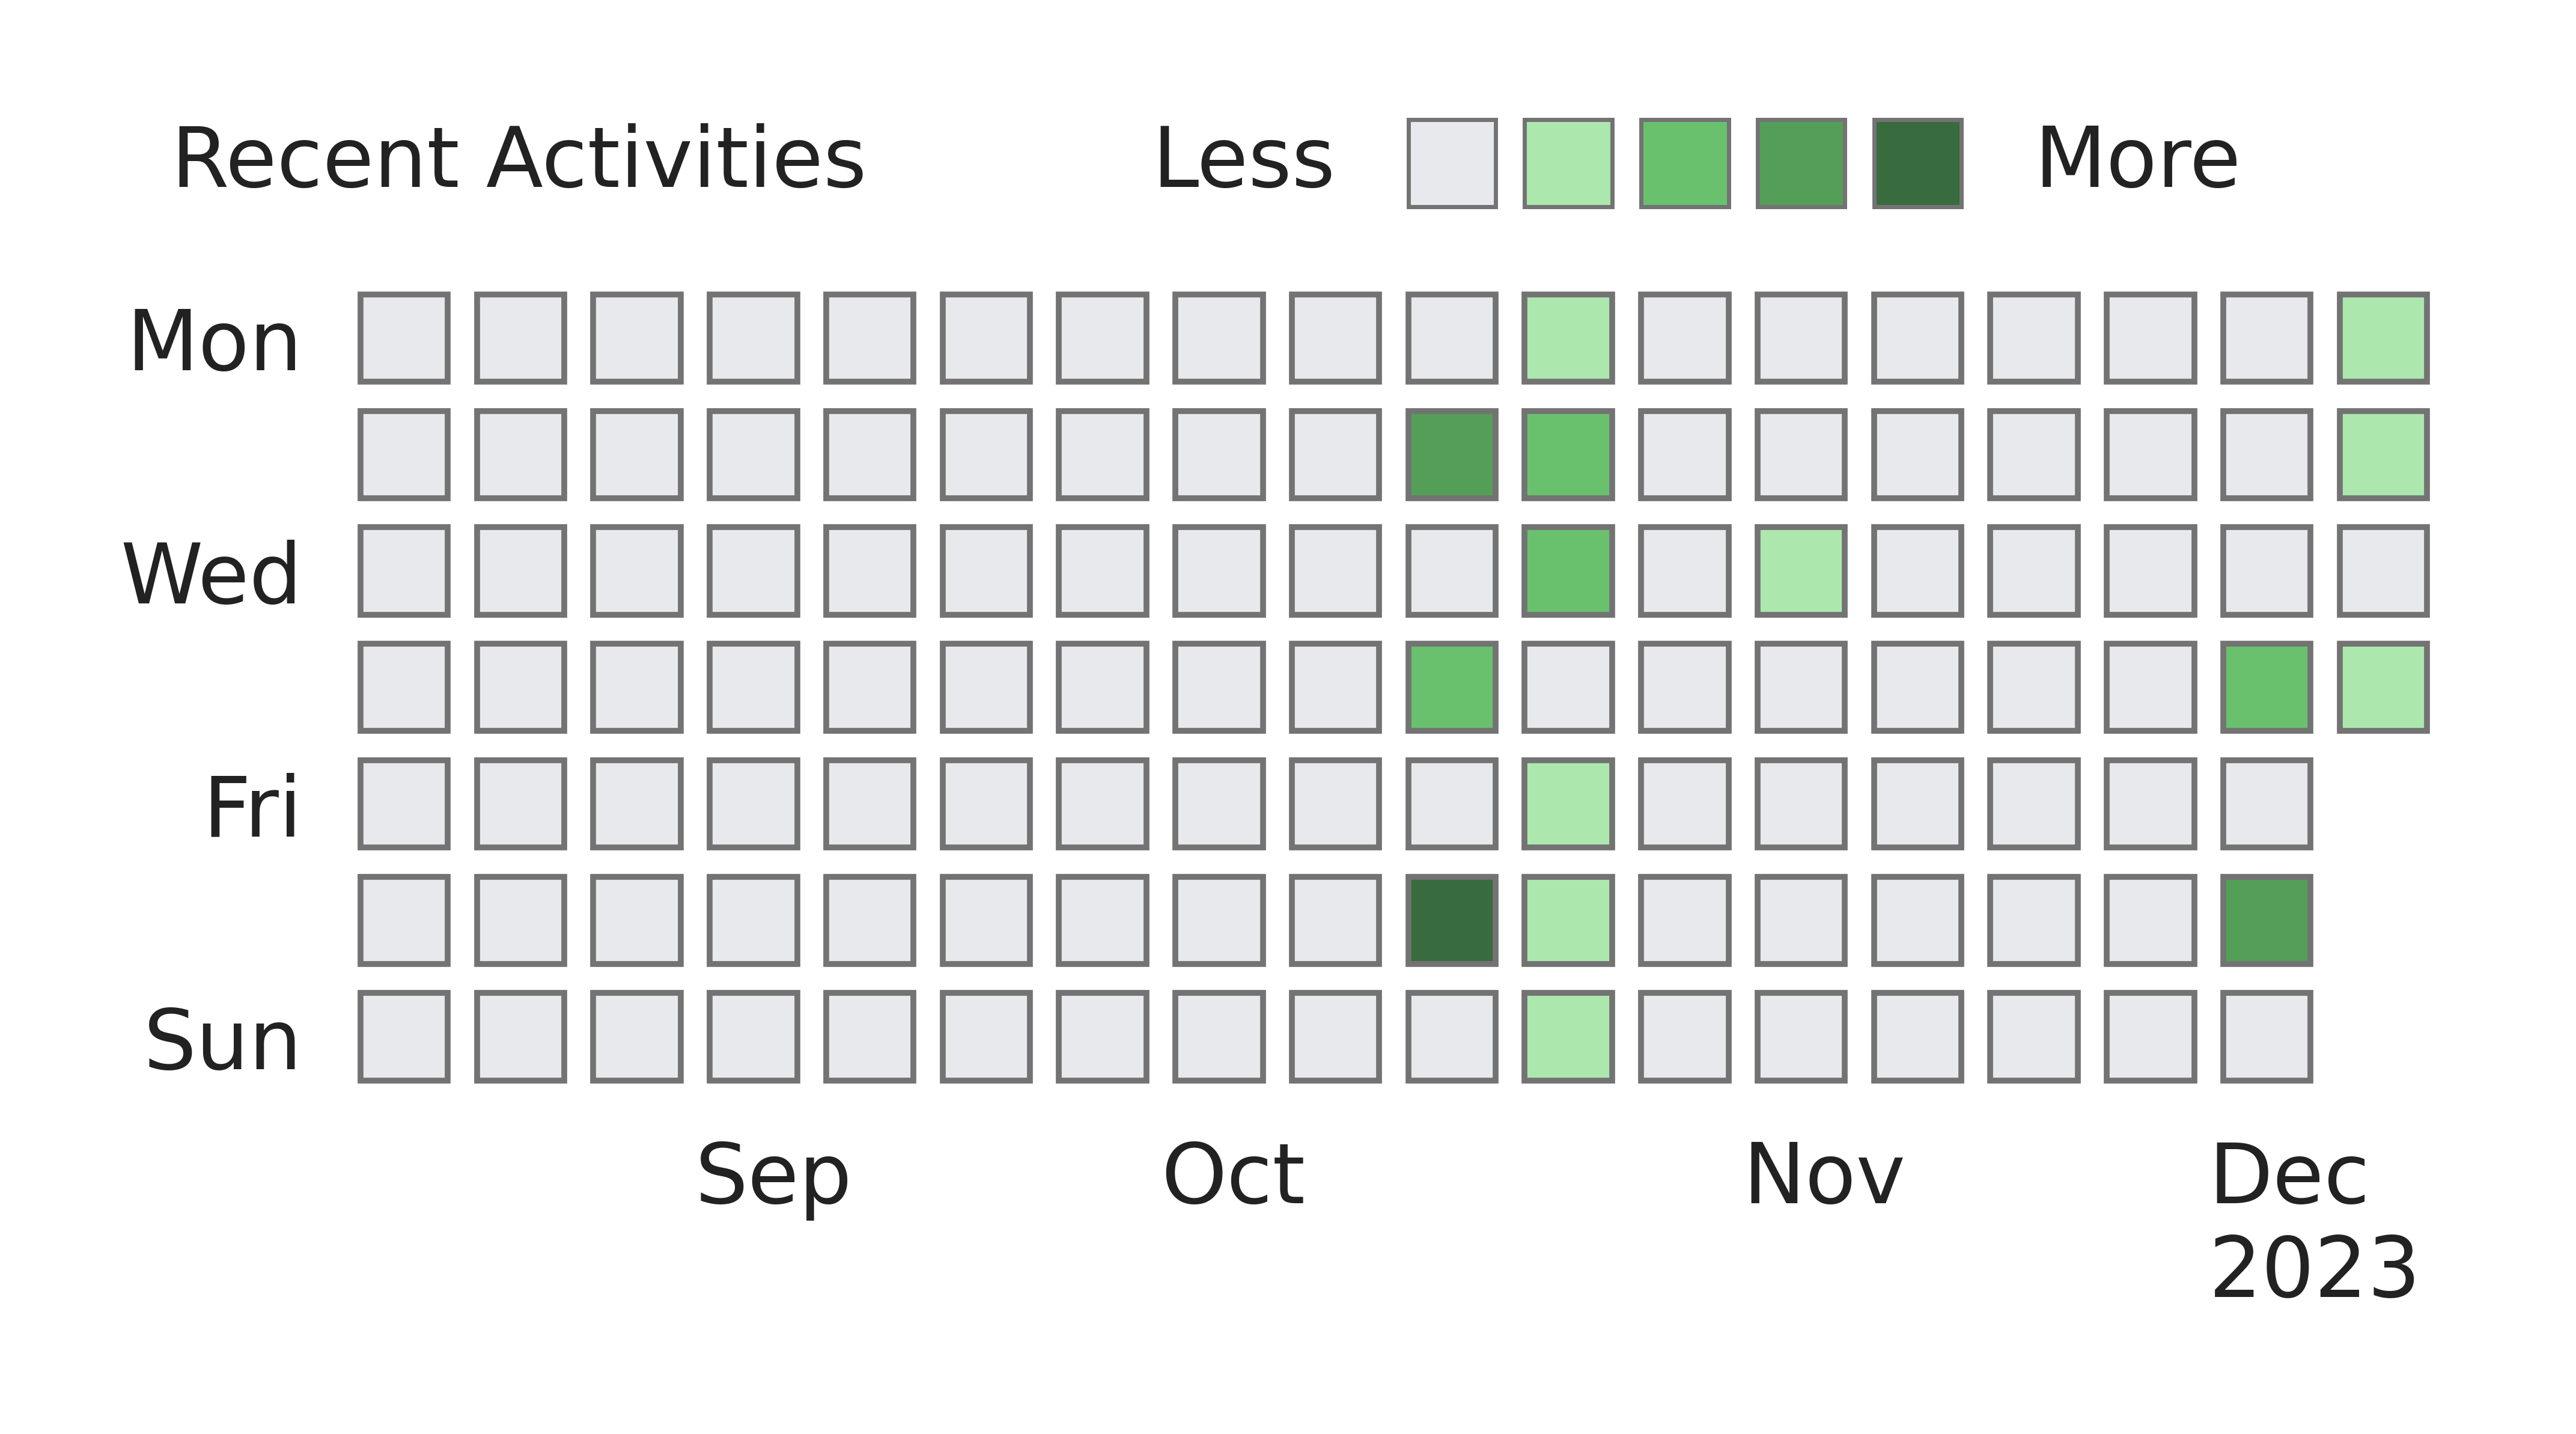 Recent Activities
Less More
Mon
Wed
Fri
Sun
Sep Oct Nov Dec
2023